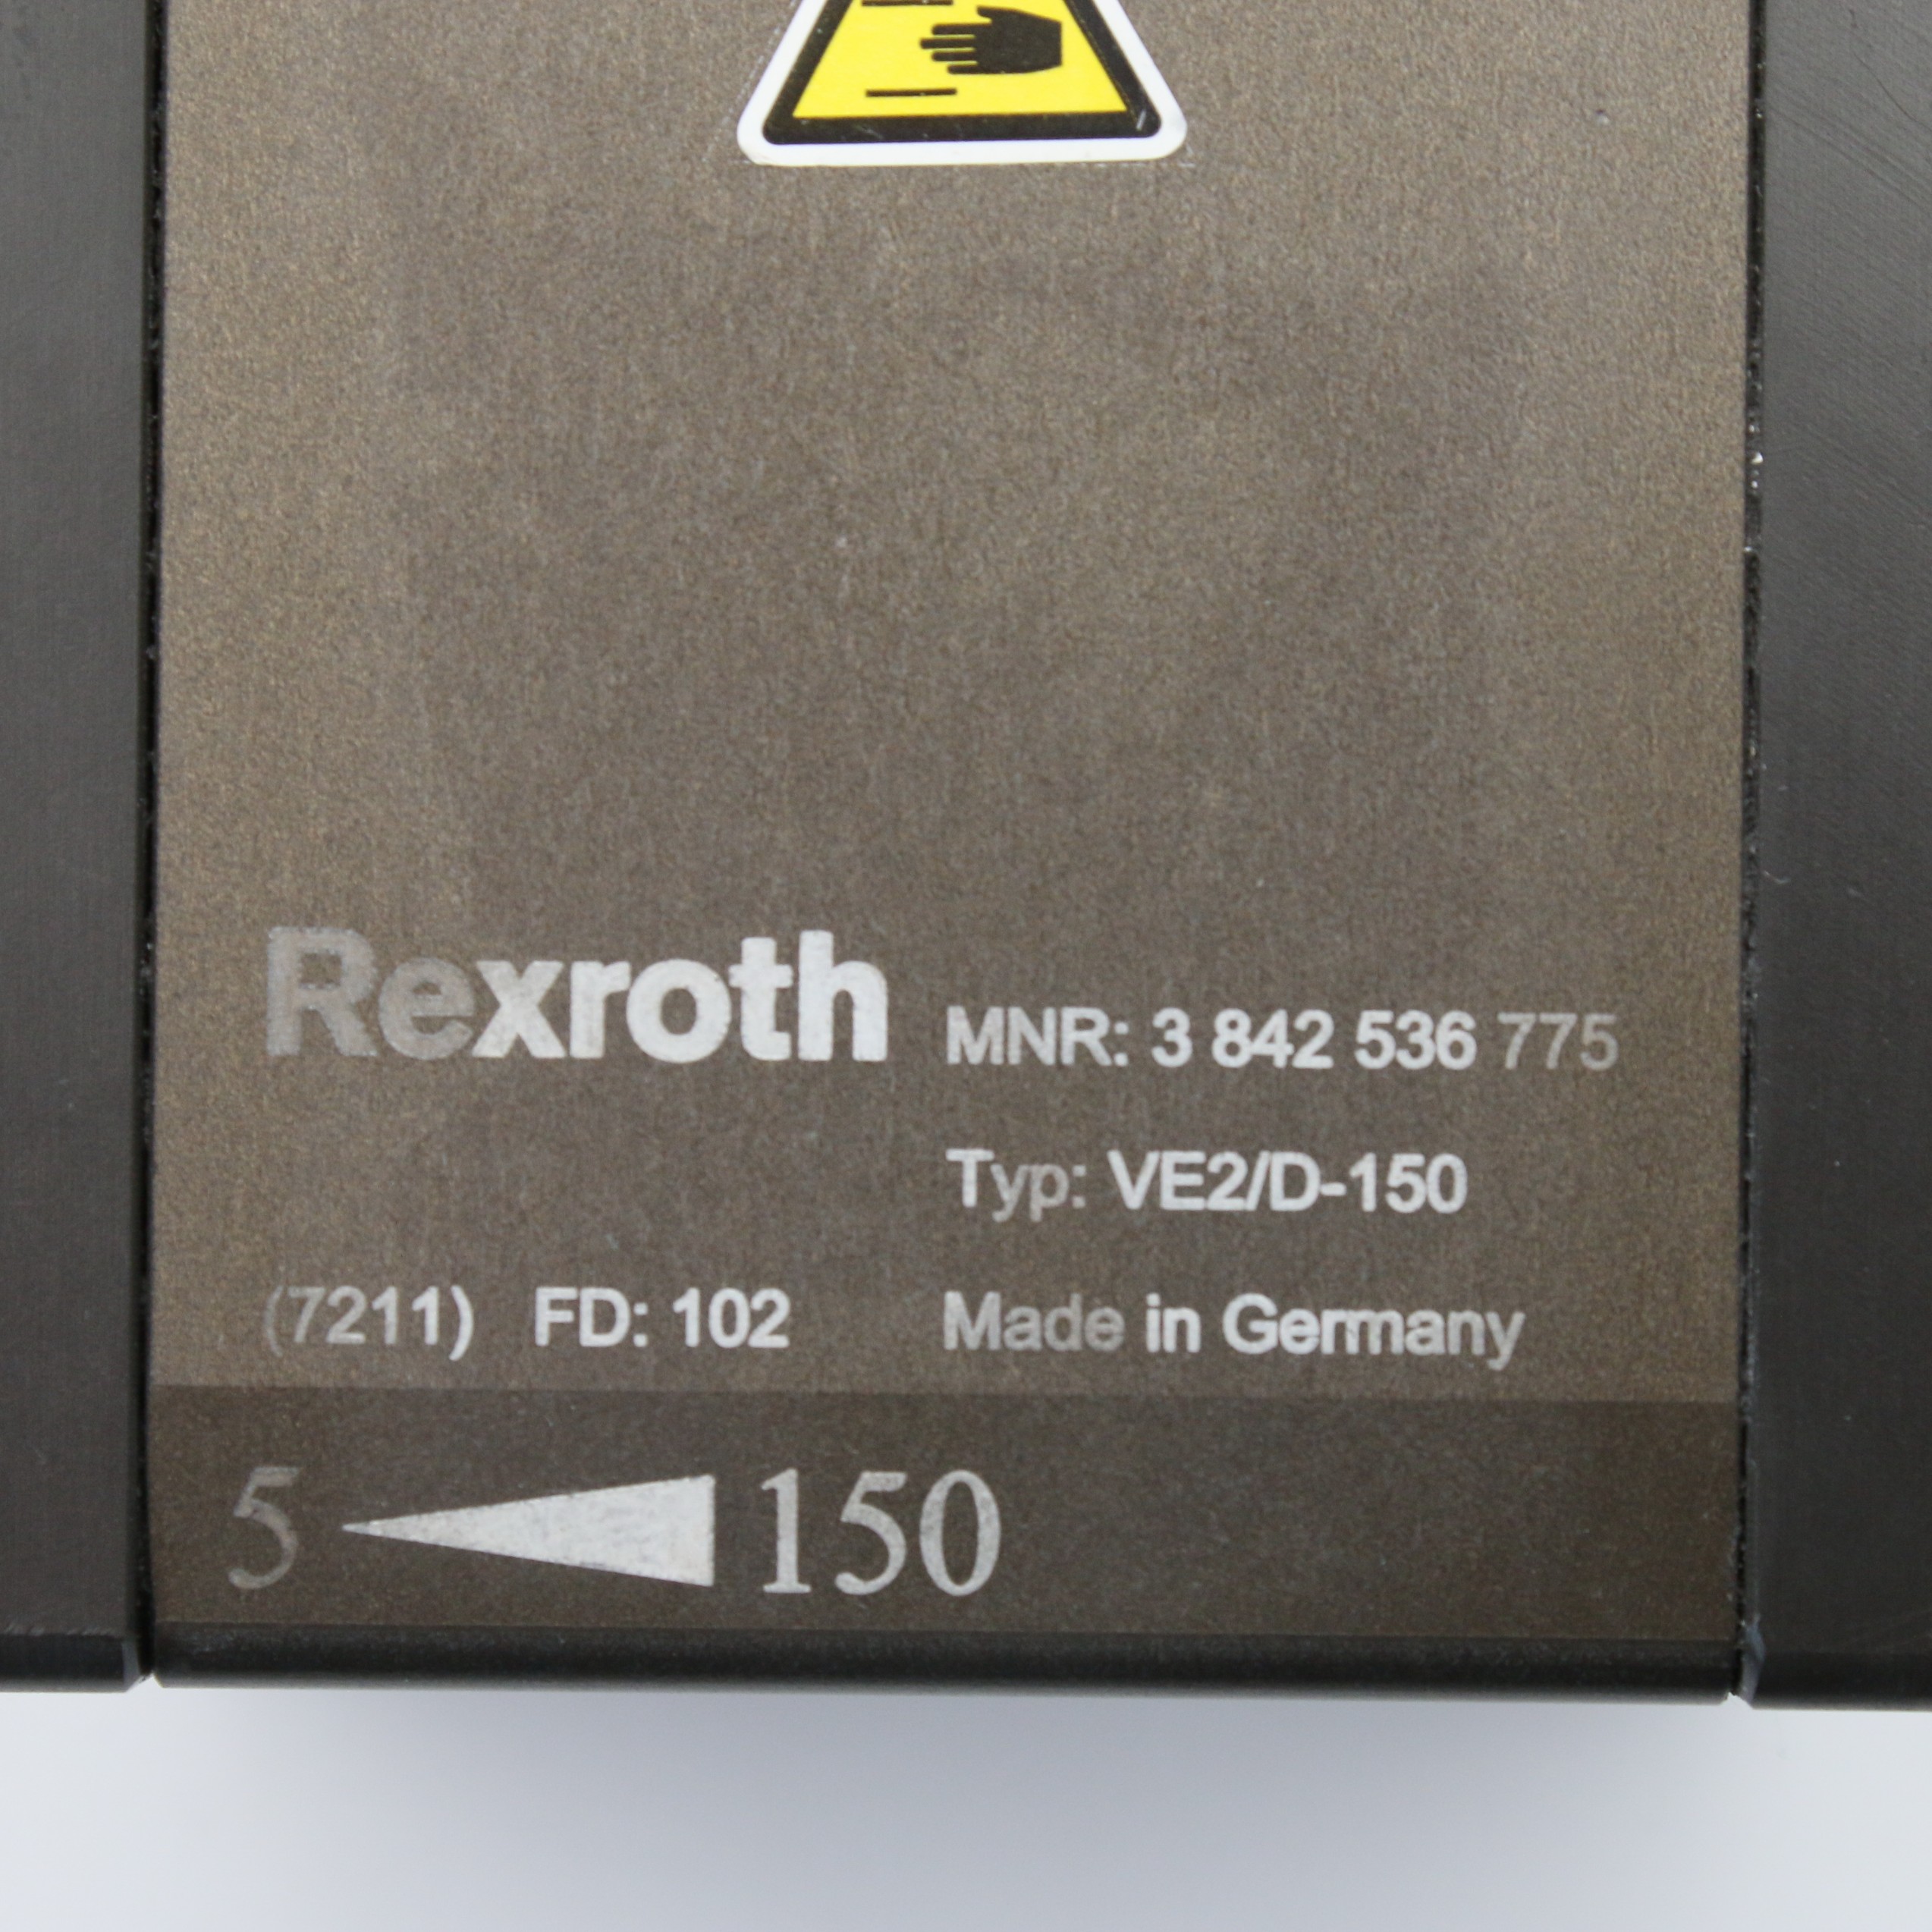 Rexroth MNR: 3 842 536 775
Typ: VE2/D-150
(7211) FD: 102 Made in Germany
5 150